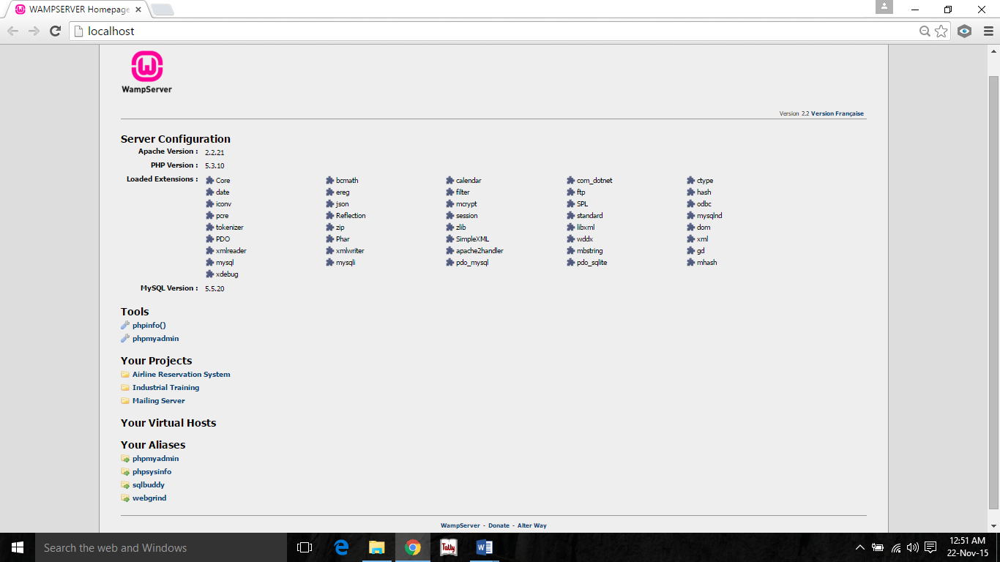 WAMPSERVER Homepage
localhost
WampServer
Version 2.2 Version Française
Server Configuration
Apache Version : 2.2.21
PHP Version : 5.3.10
Loaded Extensions : Core bcmath calendar com_dotnet ctype
date ereg filter ftp hash
iconv json mcrypt SPL odbc
pcre Reflection session standard mysqlnd
tokenizer zip zlib libxml dom
PDO Phar SimpleXML wddx xml
xmlreader xmlwriter apache2handler mbstring gd
mysql mysqli pdo_mysql pdo_sqlite mhash
xdebug
MySQL Version : 5.5.20
Tools
phpinfo()
phpmyadmin
Your Projects
Airline Reservation System
Industrial Training
Mailing Server
Your Virtual Hosts
Your Aliases
phpmyadmin
phpsysinfo
sqlbuddy
webgrind
WampServer - Donate - Alter Way
Search the web and Windows
Tally
12:51 AM
22-Nov-15